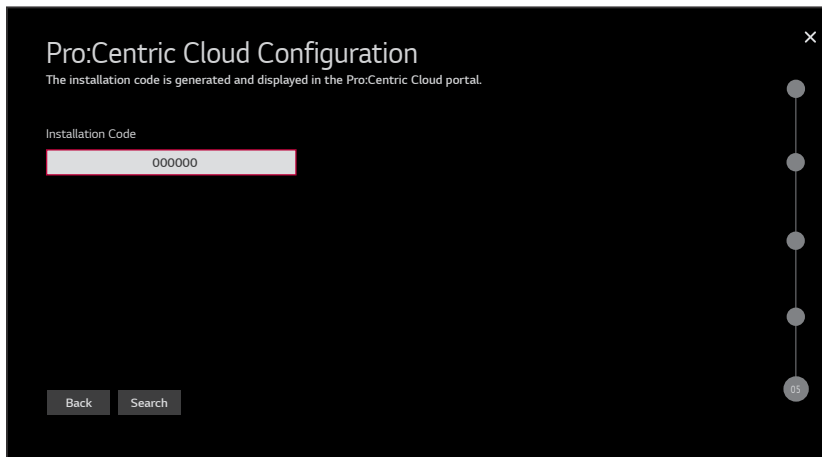 Pro:Centric Cloud Configuration
The installation code is generated and displayed in the Pro:Centric Cloud portal.
Installation Code
000000
Back Search
05